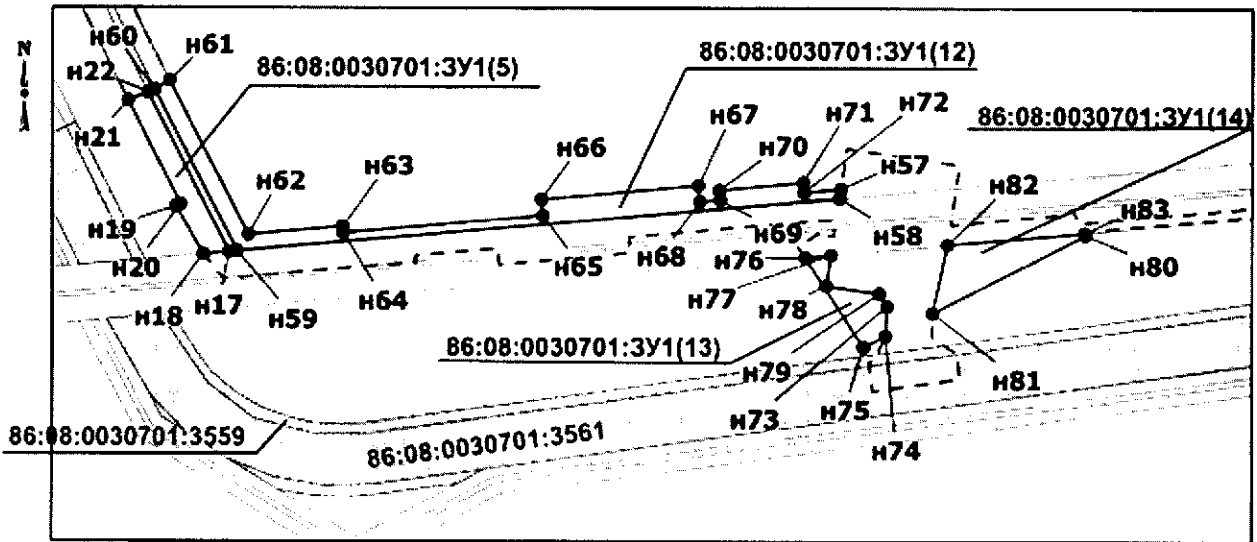 N
н60
н61
н22
86:08:0030701:ЗУ1(5)
86:08:0030701:ЗУ1(12)
н67
н71
н72
86:08:0030701:ЗУ1(14)
н21
н66
н70
н57
н62
н63
н82
н19
н83
н20
н65
н68
н69
н58
н76
н80
н18
н17
н59
н64
н77
н78
86:08:0030701:ЗУ1(13)
н79
н81
н73
н75
н74
86:08:0030701:3559
86:08:0030701:3561